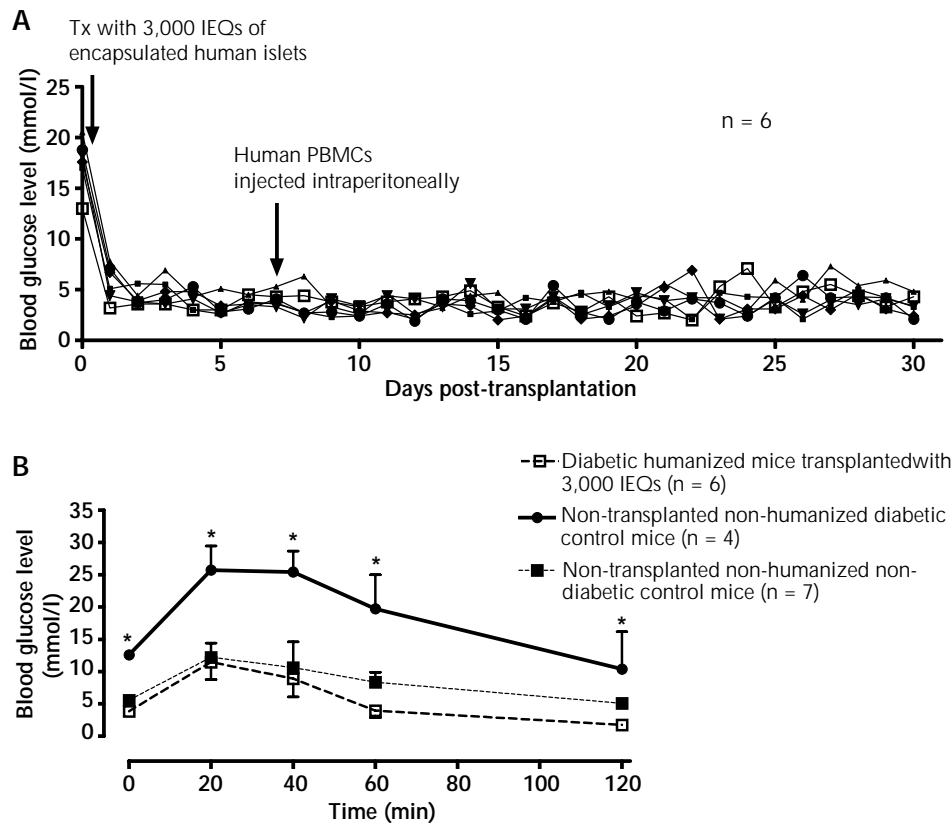 A
Tx with 3,000 IEQs of
encapsulated human islets
Blood glucose level (mmol/l)
25
20
15
10
5
0
n = 6
Human PBMCs
injected intraperitoneally
0 5 10 15 20 25 30
Days post-transplantation
B
Diabetic humanized mice transplantedwith
3,000 IEQs (n = 6)
Non-transplanted non-humanized diabetic
control mice (n = 4)
Non-transplanted non-humanized non-
diabetic control mice (n = 7)
Blood glucose level
(mmol/l)
35
30
25
20
15
10
5
0
* * * * *
0 20 40 60 80 100 120
Time (min)